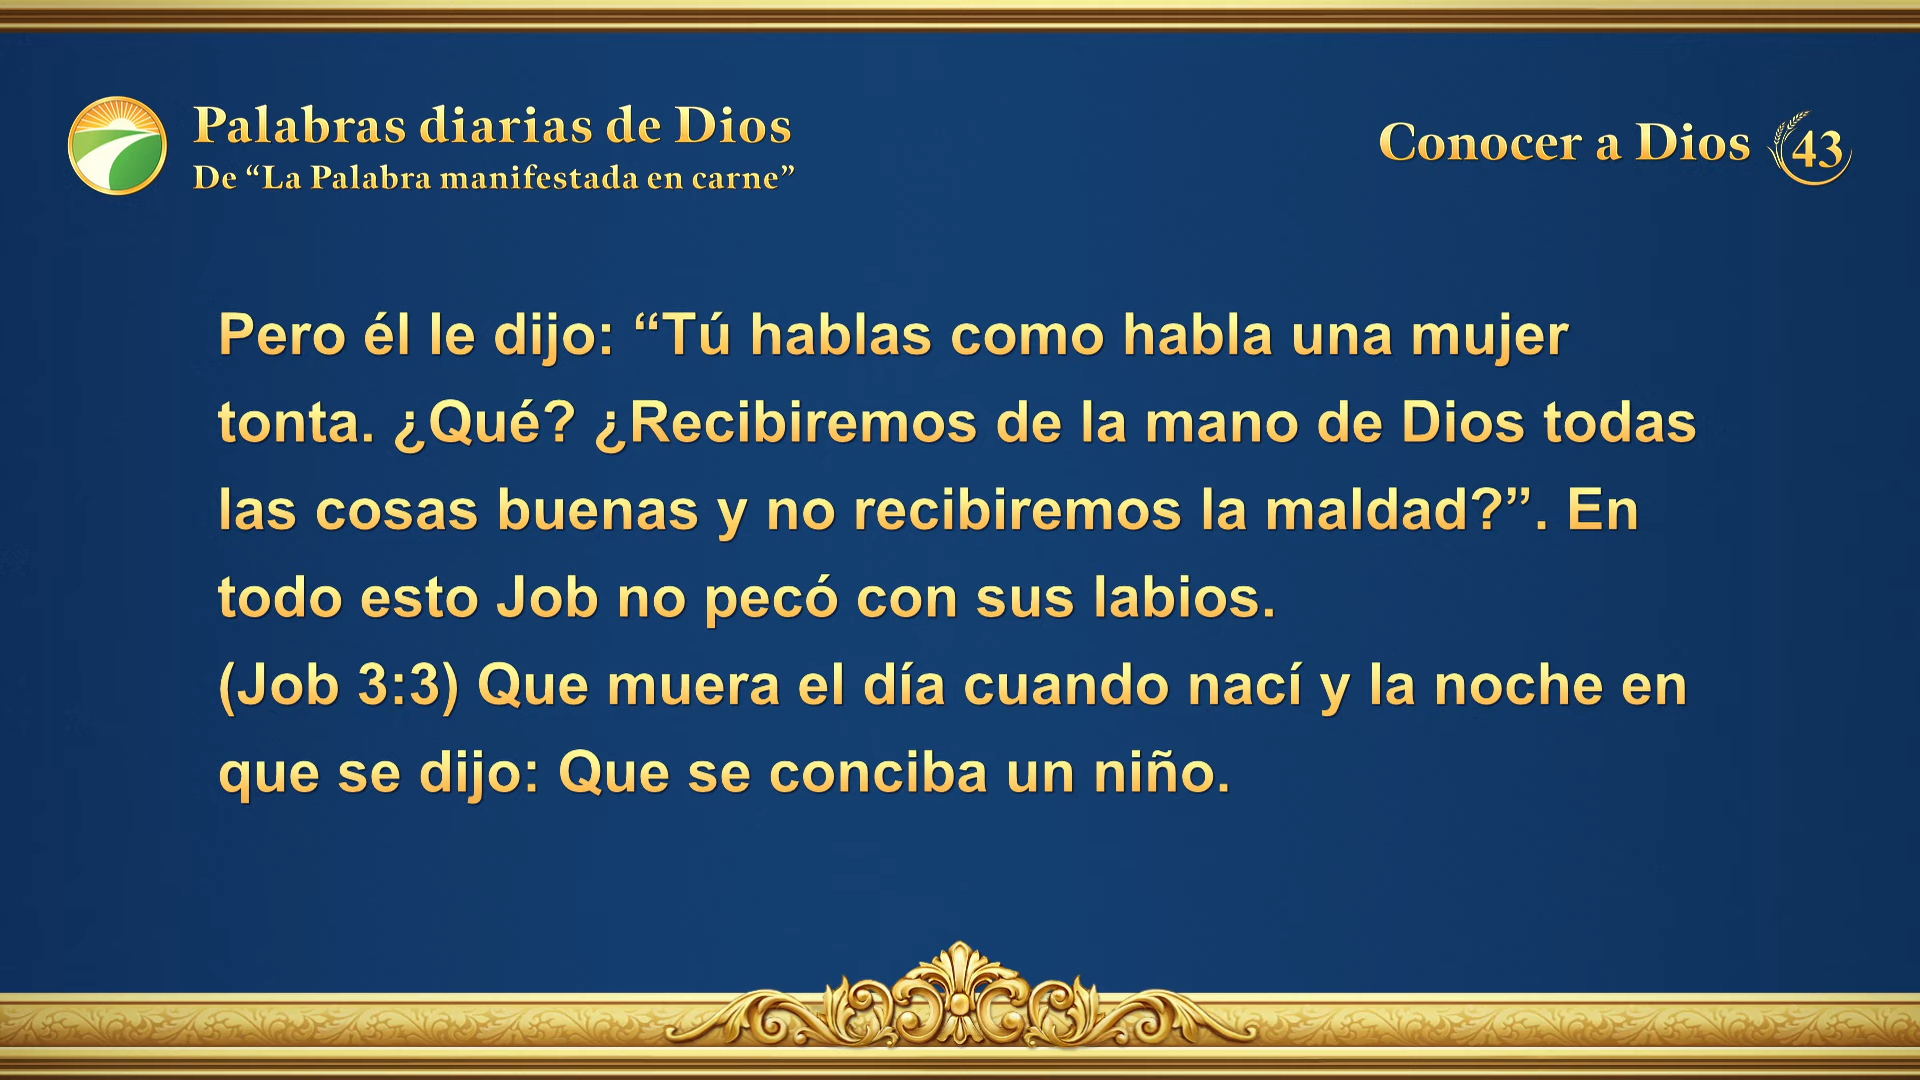 Palabras diarias de Dios
De “La Palabra manifestada en carne”
Conocer a Dios 43
Pero él le dijo: “Tú hablas como habla una mujer
tonta. ¿Qué? ¿Recibiremos de la mano de Dios todas
las cosas buenas y no recibiremos la maldad?”. En
todo esto Job no pecó con sus labios.
(Job 3:3) Que muera el día cuando nací y la noche en
que se dijo: Que se conciba un niño.